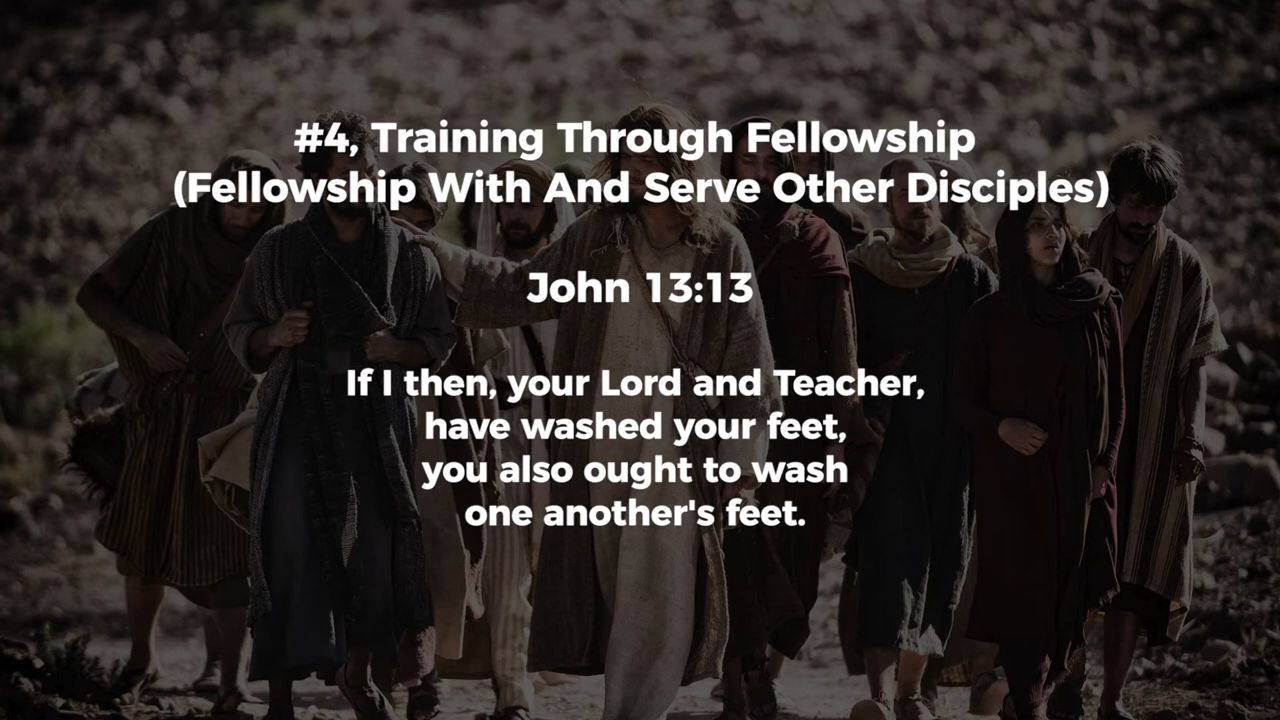 #4, Training Through Fellowship
(Fellowship With And Serve Other Disciples)
John 13:13
If I then, your Lord and Teacher,
have washed your feet,
you also ought to wash
one another's feet.